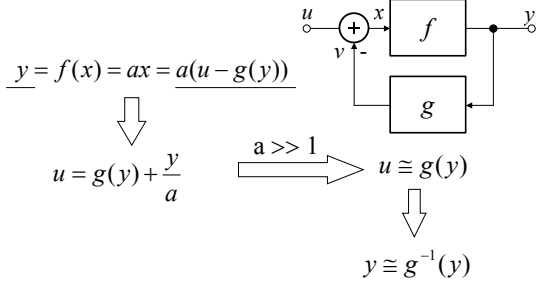 u x f y
+
v -
g
y = f(x) = ax = a(u − g(y))
u = g(y) + y/a
a >> 1
u ≅ g(y)
y ≅ g⁻¹(y)